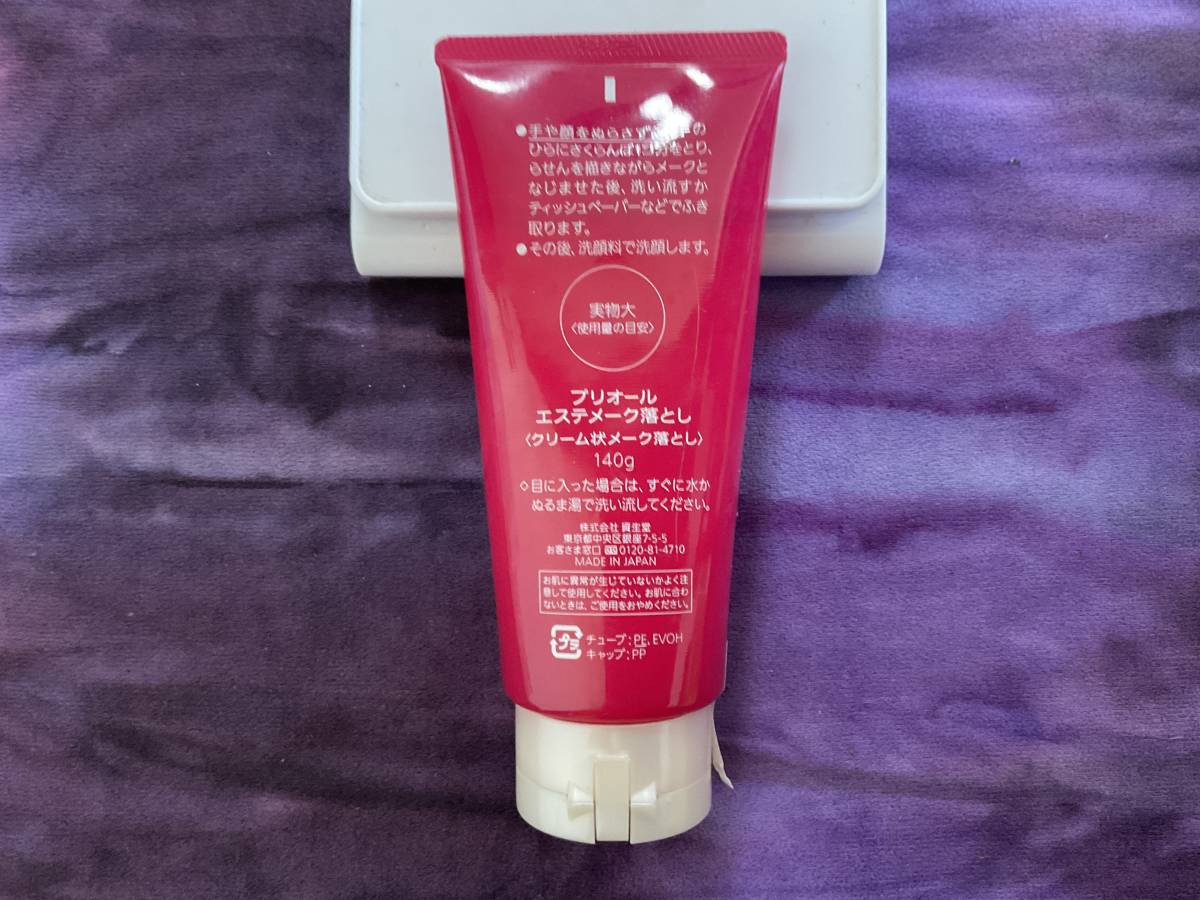 ●手や顔をぬらさず の
ひらにさくらんぼ 分をとり、
らせんを描きながらメークと
なじませた後、洗い流すか
ティッシュペーパーなどでふき
取ります。
●その後、洗顔料で洗顔します。
実物大
〈使用量の目安〉
プリオール
エステメーク落とし
〈クリーム状メーク落とし〉
140g
◇目に入った場合は、すぐに水か
ぬるま湯で洗い流してください。
株式会社 資生堂
東京都中央区銀座7-5-5
お客さま窓口 0120-81-4710
MADE IN JAPAN
お肌に異常が生じていないかよく注
意して使用してください。お肌に合わ
ないときは、ご使用をおやめください。
プラ チューブ:PE、EVOH
キャップ:PP